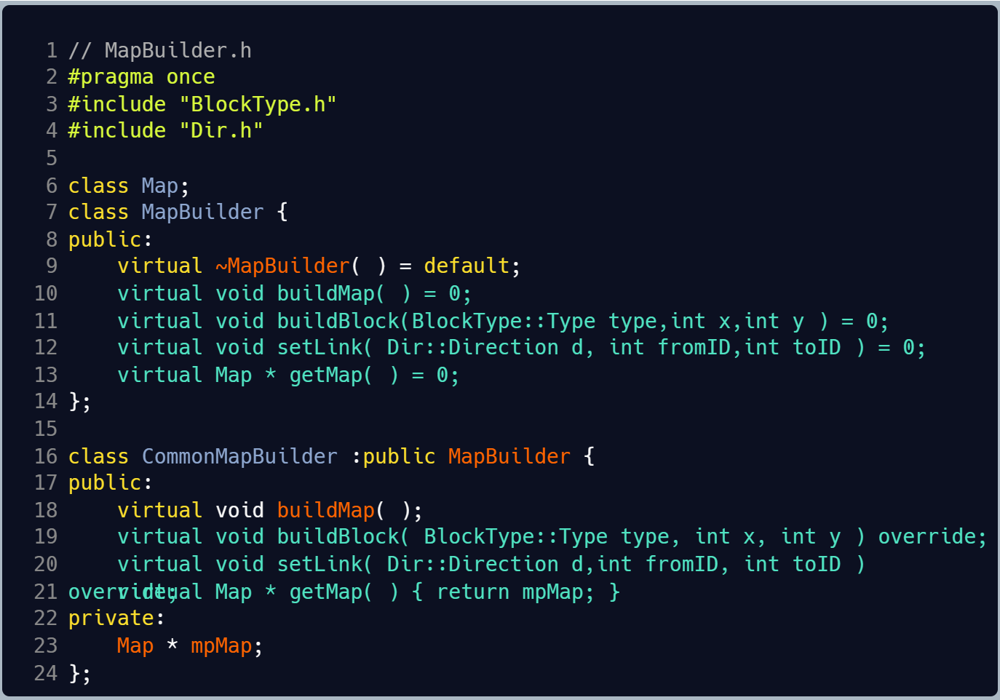 1 // MapBuilder.h
2 #pragma once
3 #include "BlockType.h"
4 #include "Dir.h"
5
6 class Map;
7 class MapBuilder {
8 public:
9     virtual ~MapBuilder( ) = default;
10     virtual void buildMap( ) = 0;
11     virtual void buildBlock(BlockType::Type type,int x,int y ) = 0;
12     virtual void setLink( Dir::Direction d, int fromID,int toID ) = 0;
13     virtual Map * getMap( ) = 0;
14 };
15
16 class CommonMapBuilder :public MapBuilder {
17 public:
18     virtual void buildMap( );
19     virtual void buildBlock( BlockType::Type type, int x, int y ) override;
20     virtual void setLink( Dir::Direction d,int fromID, int toID )
override;
21     virtual Map * getMap( ) { return mpMap; }
22 private:
23     Map * mpMap;
24 };